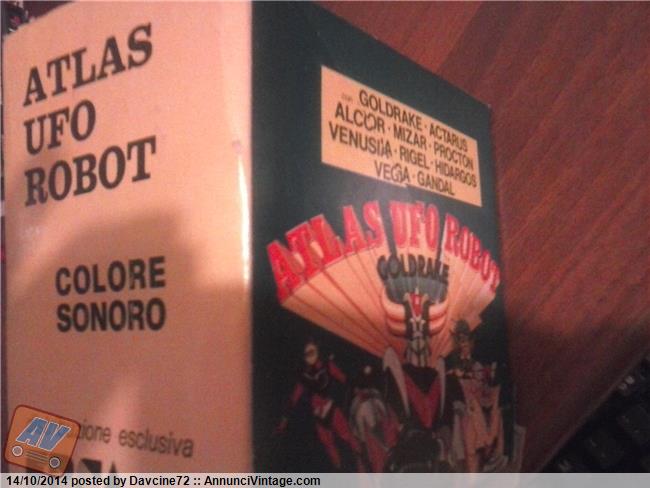 ATLAS
UFO
ROBOT
COLORE
SONORO
esclusiva
con GOLDRAKE · ACTARUS
ALCOR · MIZAR · PROCTON
VENUSIA · RIGEL · HIDARGOS
VEGA · GANDAL
ATLAS UFO ROBOT
GOLDRAKE
AV
14/10/2014 posted by Davcine72 :: AnnunciVintage.com